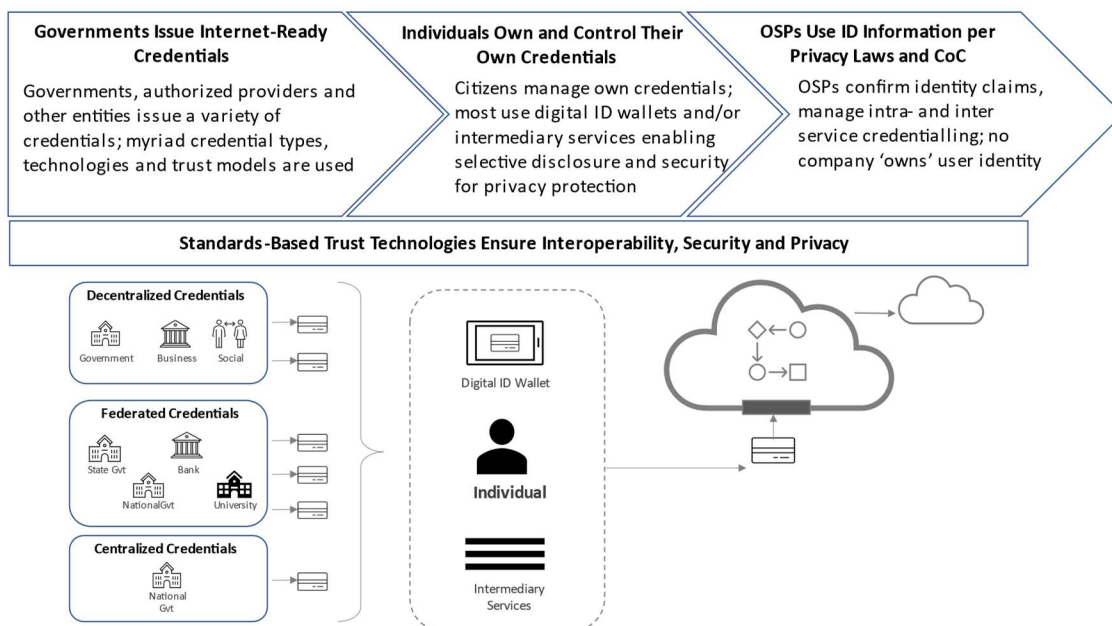 Governments Issue Internet-Ready
Credentials
Governments, authorized providers and
other entities issue a variety of
credentials; myriad credential types,
technologies and trust models are used
Individuals Own and Control Their
Own Credentials
Citizens manage own credentials;
most use digital ID wallets and/or
intermediary services enabling
selective disclosure and security
for privacy protection
OSPs Use ID Information per
Privacy Laws and CoC
OSPs confirm identity claims,
manage intra- and inter
service credentialling; no
company ‘owns’ user identity
Standards-Based Trust Technologies Ensure Interoperability, Security and Privacy
Decentralized Credentials
Government
Business
Social
Federated Credentials
State Gvt
Bank
NationalGvt
University
Centralized Credentials
National
Gvt
Digital ID Wallet
Individual
Intermediary
Services